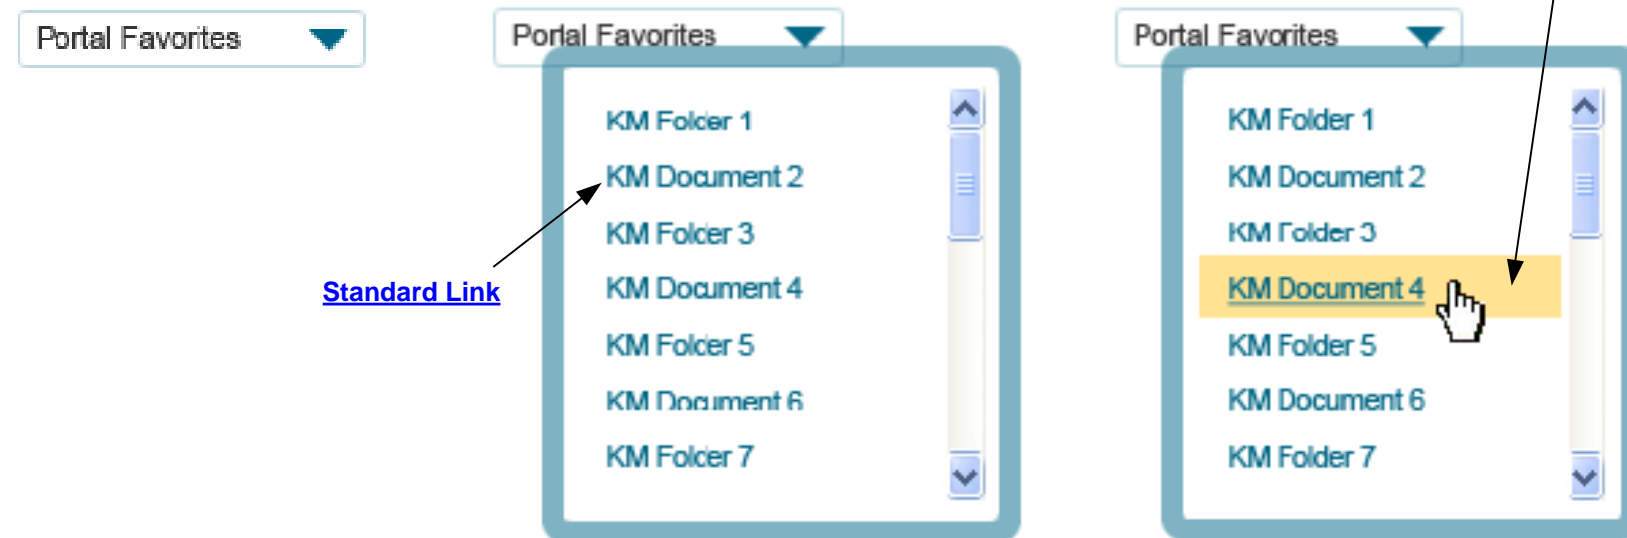 Portal Favorites
Portal Favorites
KM Folder 1
KM Document 2
KM Folder 3
KM Document 4
KM Folder 5
KM Document 6
KM Folder 7
Standard Link
Portal Favorites
KM Folder 1
KM Document 2
KM Folder 3
KM Document 4
KM Folder 5
KM Document 6
KM Folder 7